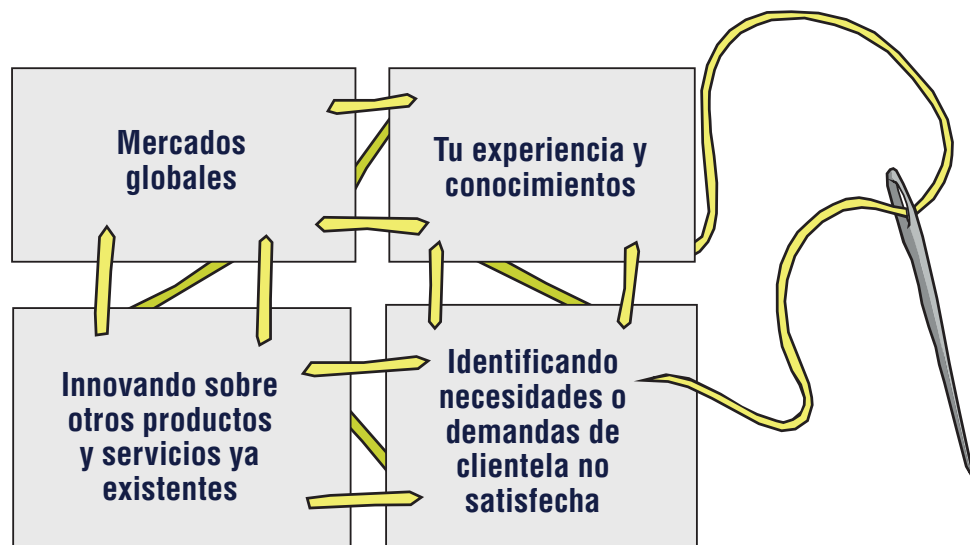 Mercados
globales
Tu experiencia y
conocimientos
Innovando sobre
otros productos
y servicios ya
existentes
Identificando
necesidades o
demandas de
clientela no
satisfecha